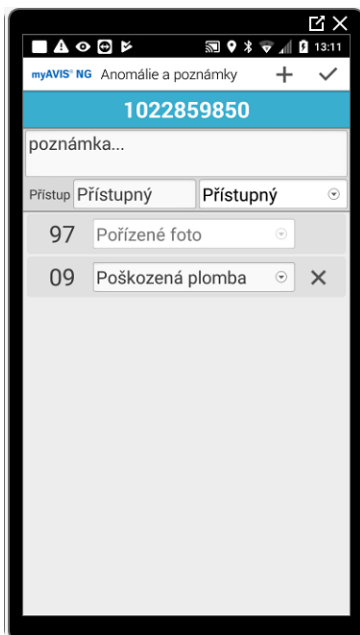 13:11
myAVIS® NG Anomálie a poznámky
1022859850
poznámka...
Přístup Přístupný Přístupný
97 Pořízené foto
09 Poškozená plomba